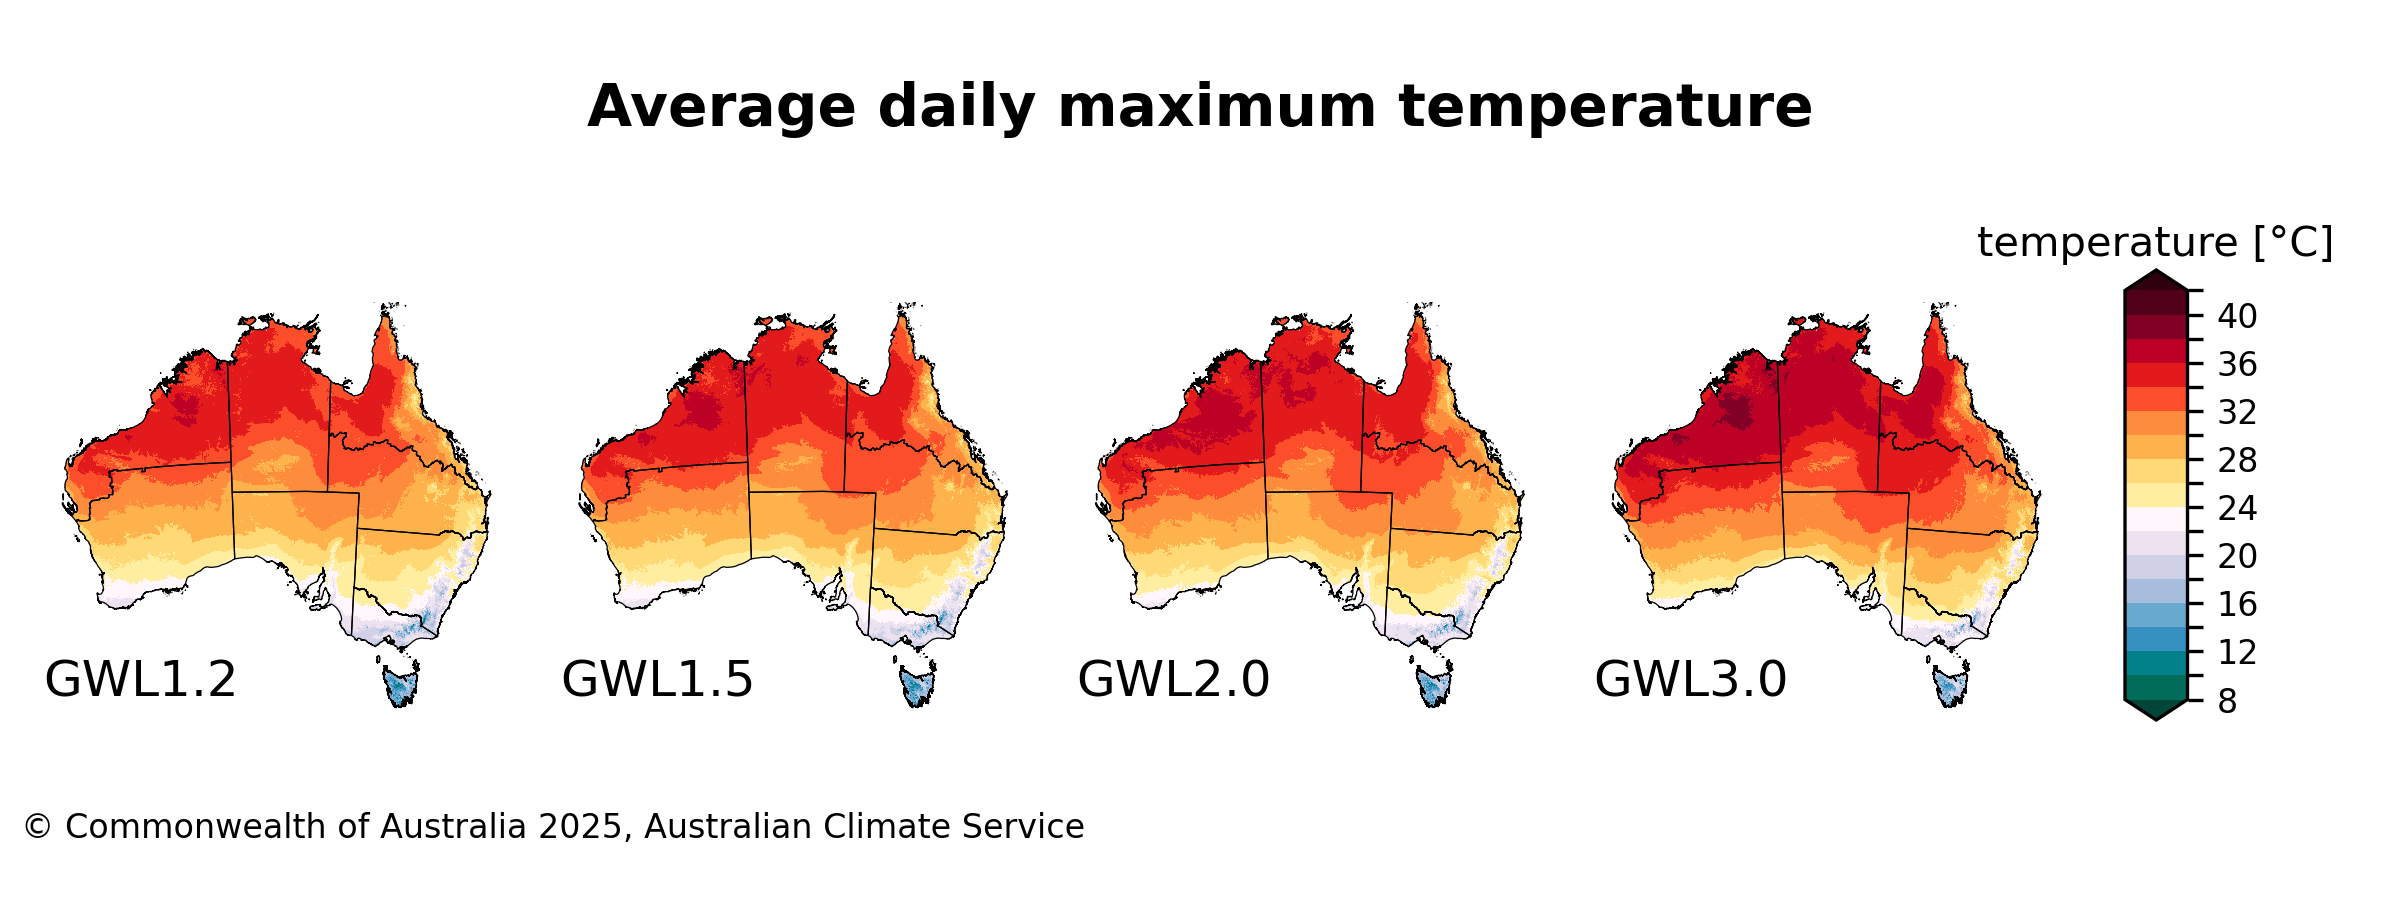 Average daily maximum temperature
temperature [°C]
40
36
32
28
24
20
16
12
8
GWL1.2
GWL1.5
GWL2.0
GWL3.0
© Commonwealth of Australia 2025, Australian Climate Service